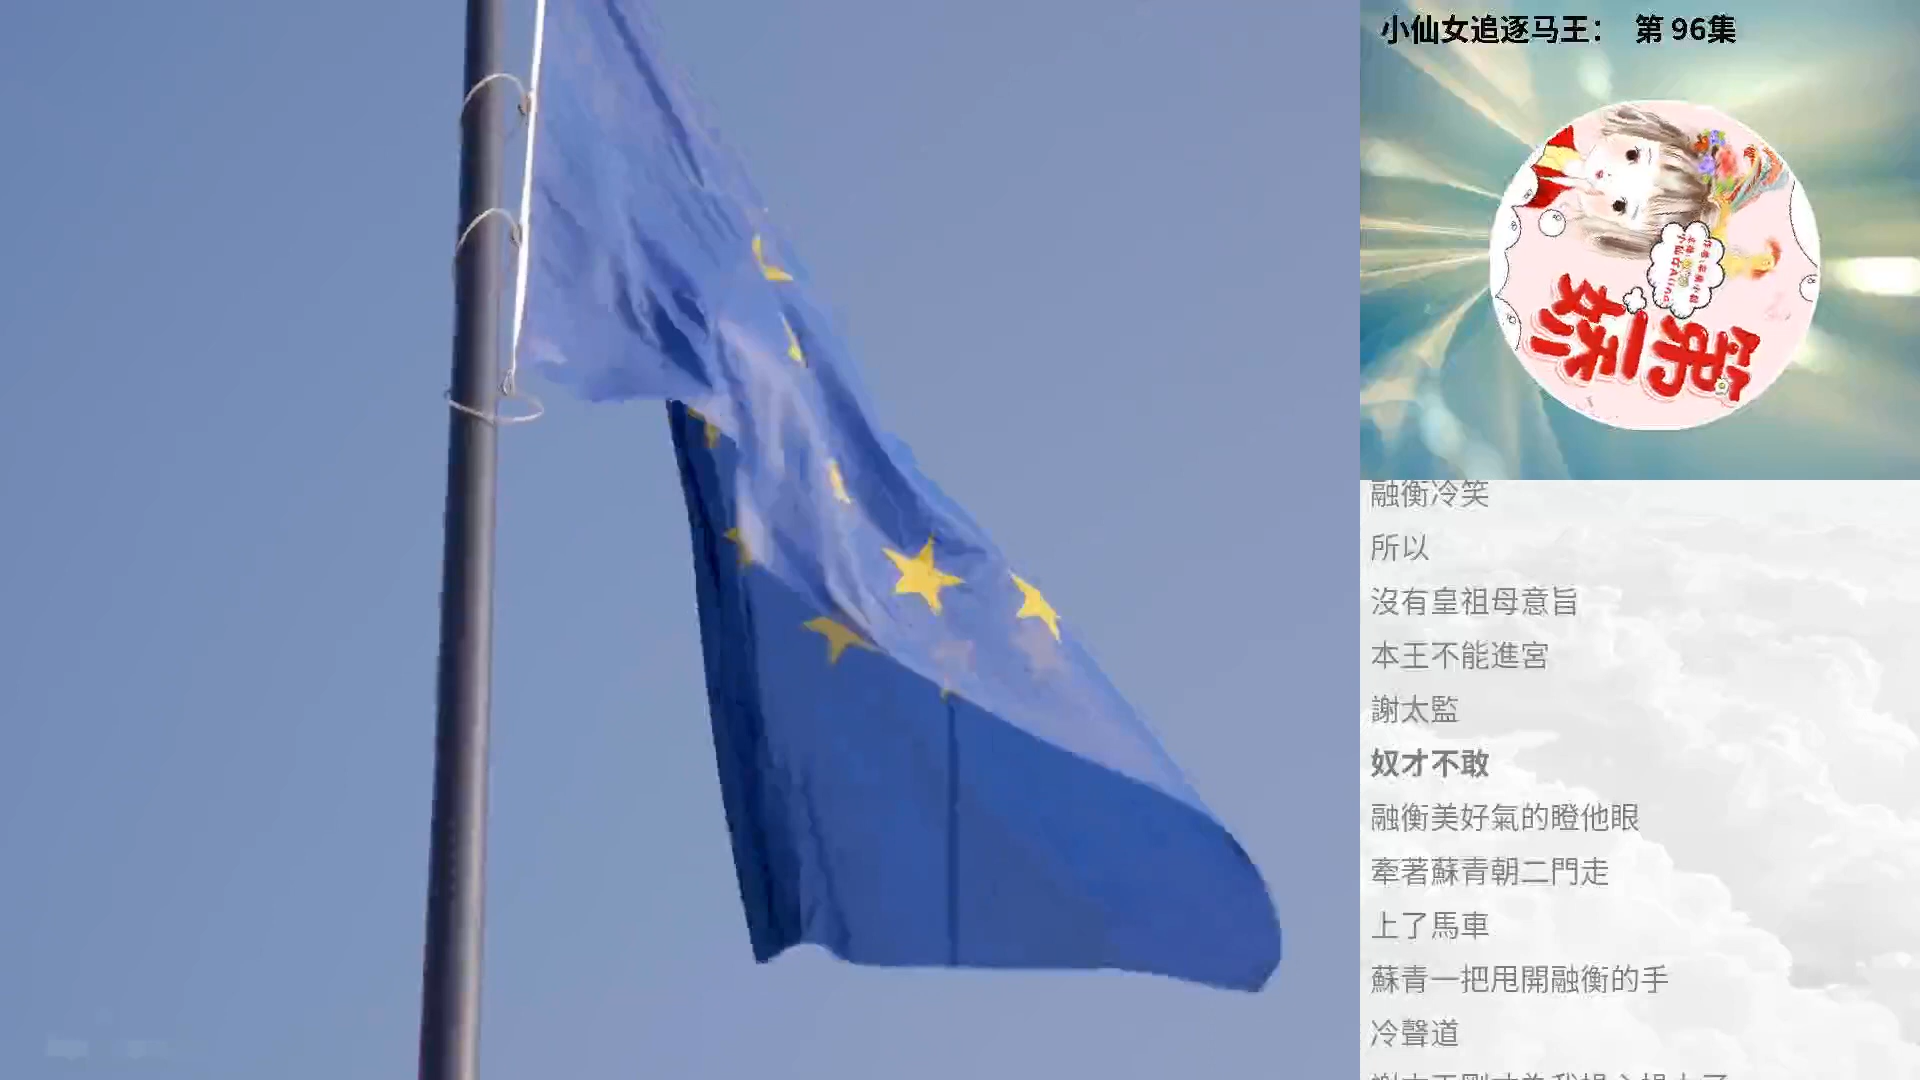 小仙女追逐马王： 第 96集
第一秀
融衡冷笑
所以
沒有皇祖母意旨
本王不能進宮
謝太監
奴才不敢
融衡美好氣的瞪他眼
牽著蘇青朝二門走
上了馬車
蘇青一把甩開融衡的手
冷聲道